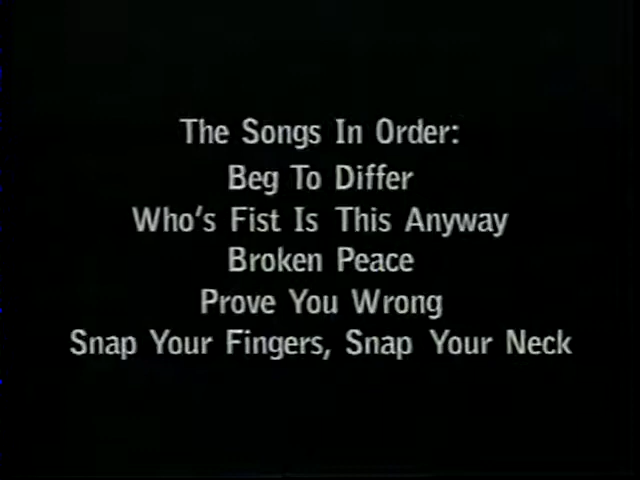 The Songs In Order:
Beg To Differ
Who's Fist Is This Anyway
Broken Peace
Prove You Wrong
Snap Your Fingers, Snap Your Neck